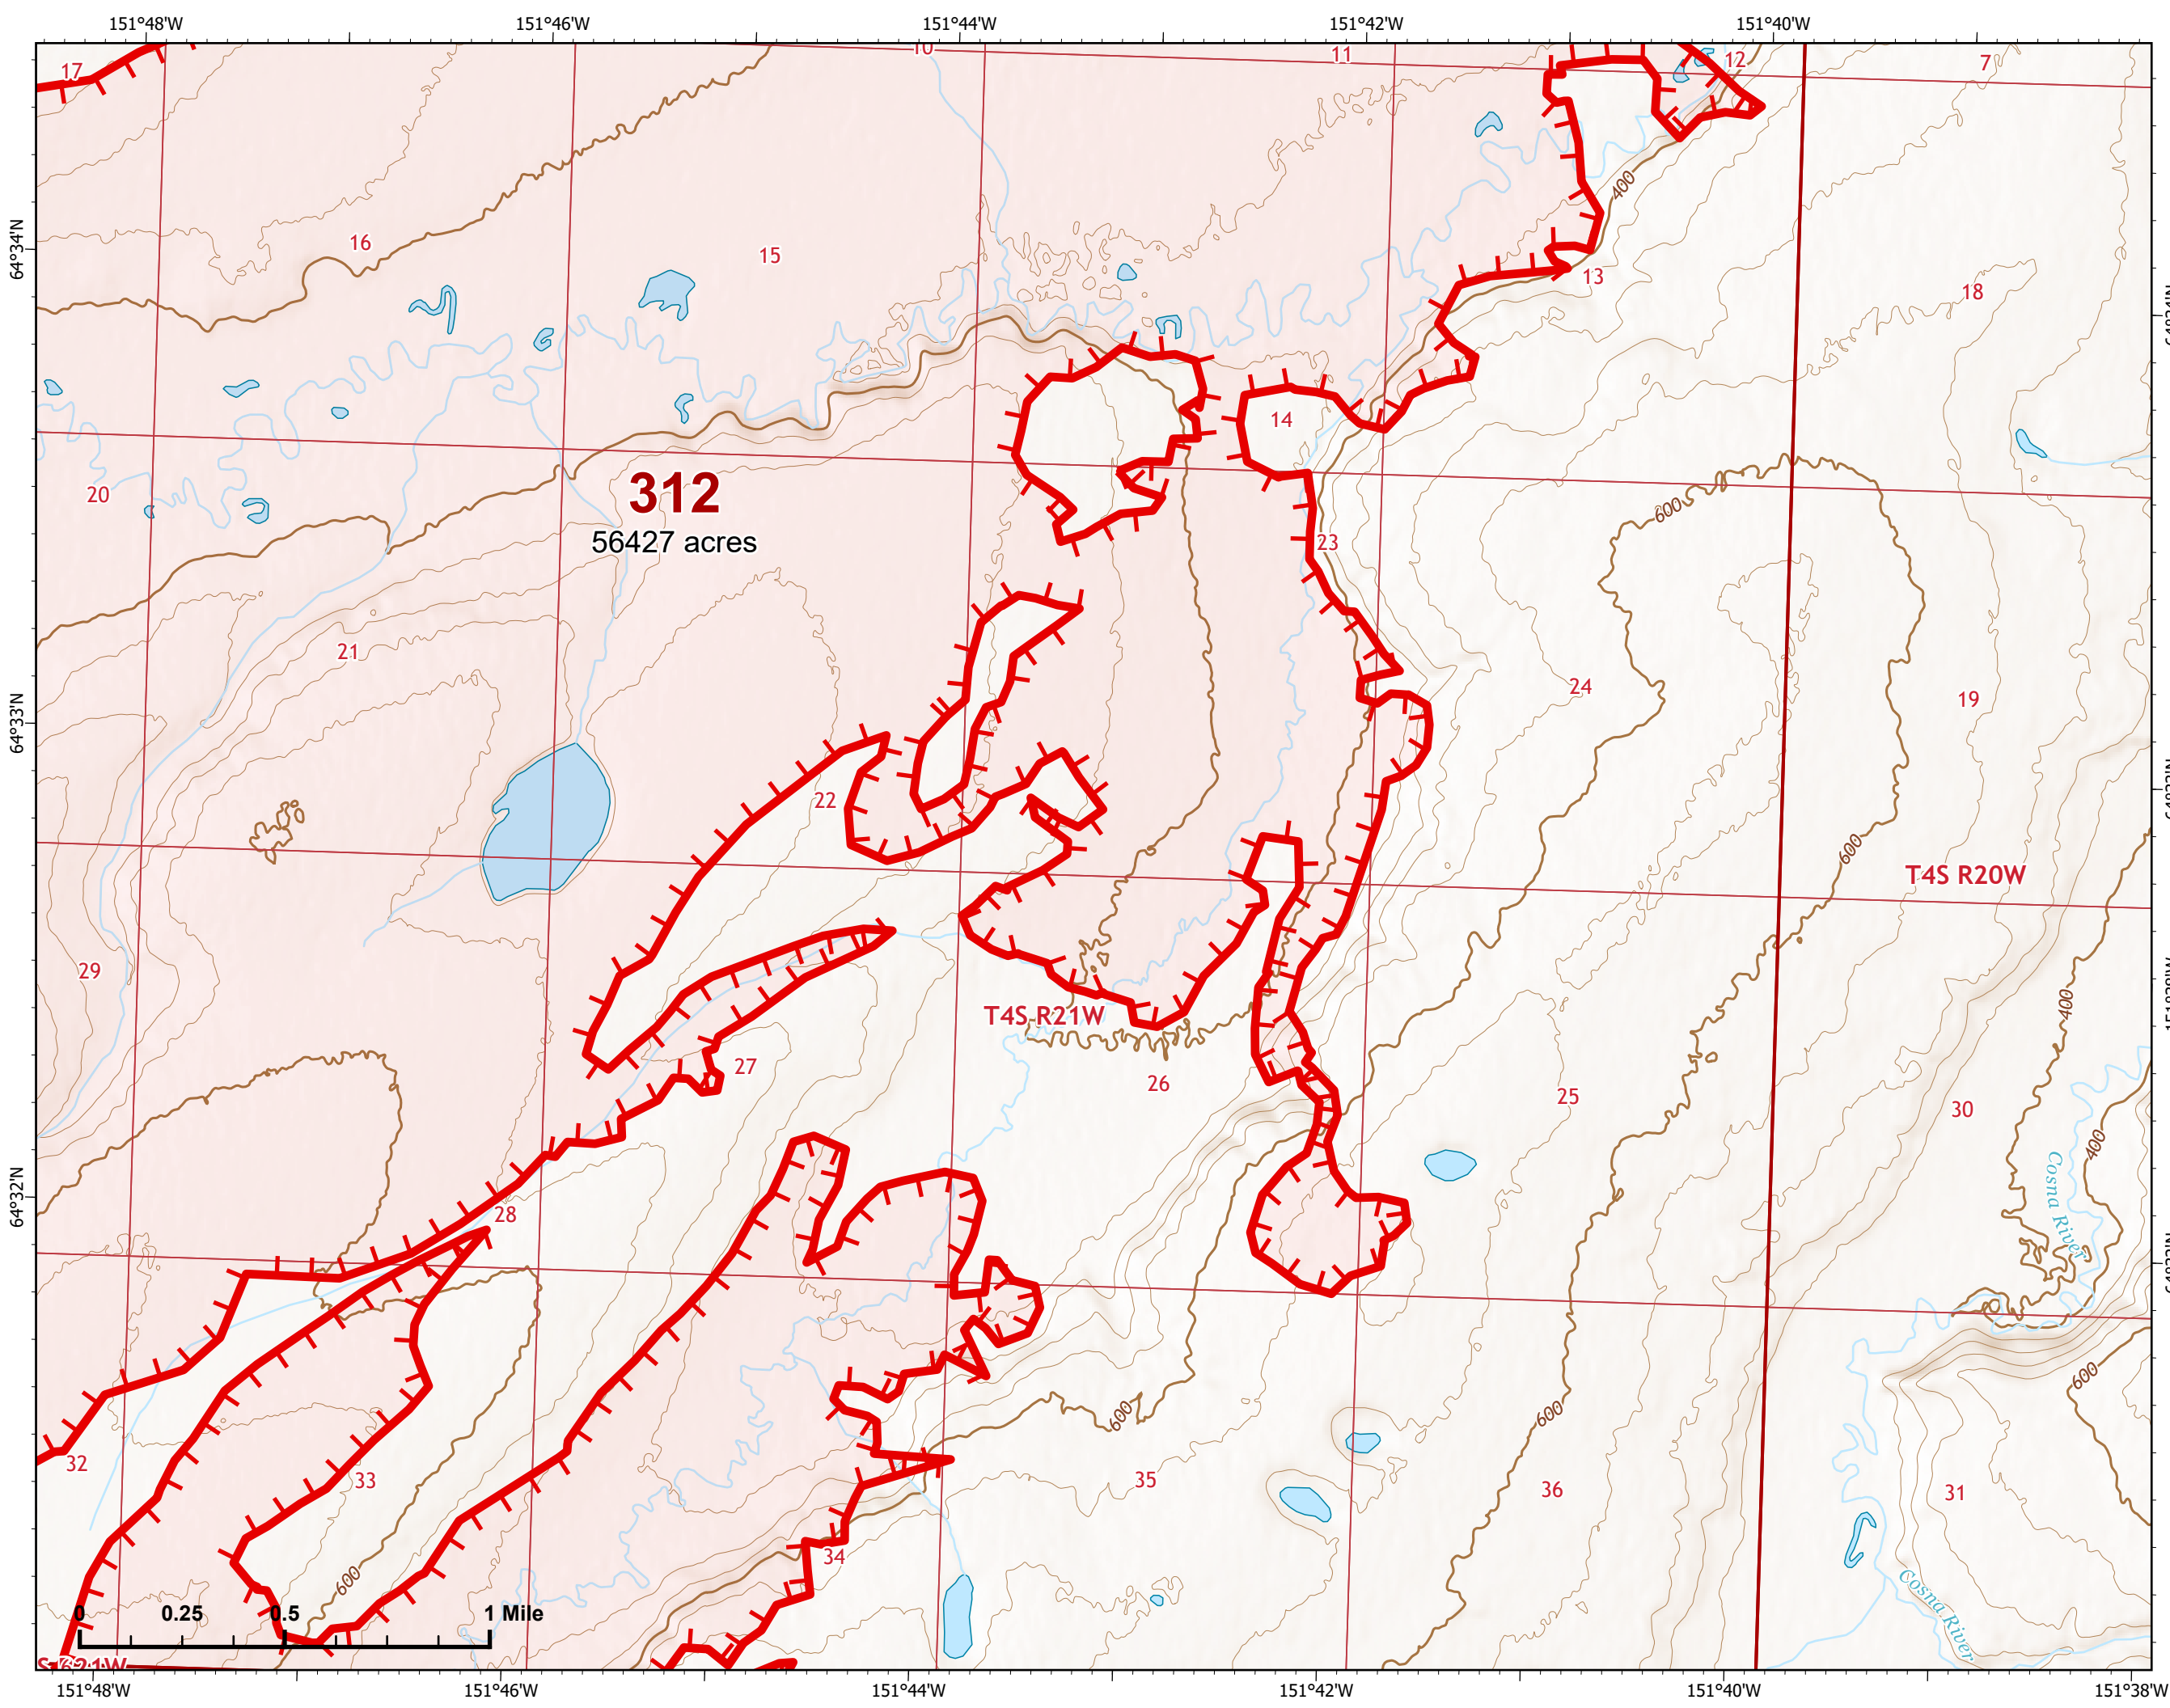 151°48'W 151°46'W 151°44'W 151°42'W 151°40'W
17 10 11 12 7
400
64°34'N
16 15 13 18
14
20 312
56427 acres
600
23
21 24 19
64°33'N
22
600
T4S R20W
29
400
T4S R21W
27 26 25 30
400
Cosna River
64°32'N
28
600
600
600
32 33 35 36 31
34
600
Cosna River
0 0.25 0.5 1 Mile
151°48'W 151°46'W 151°44'W 151°42'W 151°40'W 151°38'W